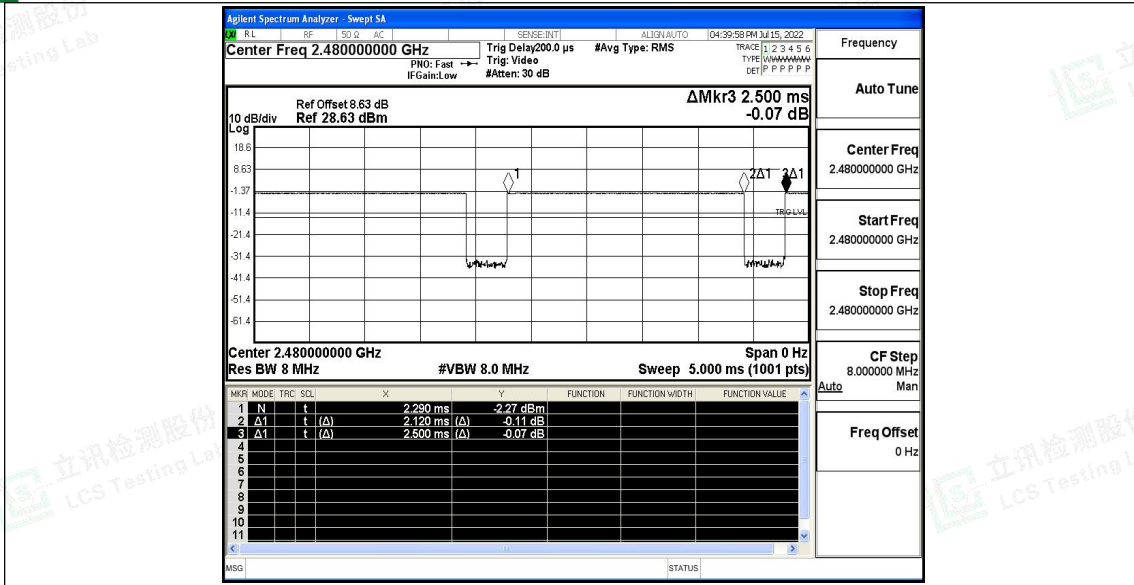 Agilent Spectrum Analyzer - Swept SA
RL RF 50 Ω AC SENSE:INT ALIGN AUTO 04:39:58 PM Jul 15, 2022
Center Freq 2.480000000 GHz
PNO: Fast
IFGain:Low
Trig Delay200.0 µs
Trig: Video
#Atten: 30 dB
#Avg Type: RMS
TRACE 1 2 3 4 5 6
TYPE
DET P P P P P P
ΔMkr3 2.500 ms
-0.07 dB
Ref Offset 8.63 dB
10 dB/div Ref 28.63 dBm
Log
18.6
8.63
-1.37
-11.4
-21.4
-31.4
-41.4
-51.4
-61.4
1
2Δ1
3Δ1
TRIG LVL
Center 2.480000000 GHz Span 0 Hz
Res BW 8 MHz #VBW 8.0 MHz Sweep 5.000 ms (1001 pts)
MKR MODE TRC SCL X Y FUNCTION FUNCTION WIDTH FUNCTION VALUE
1 N t 2.290 ms -2.27 dBm
2 Δ1 t (Δ) 2.120 ms (Δ) -0.11 dB
3 Δ1 t (Δ) 2.500 ms (Δ) -0.07 dB
4
5
6
7
8
9
10
11
MSG STATUS
Frequency
Auto Tune
Center Freq
2.480000000 GHz
Start Freq
2.480000000 GHz
Stop Freq
2.480000000 GHz
CF Step
8.000000 MHz
Auto Man
Freq Offset
0 Hz
测股份
sting Lab
立讯检测股份
LCS Testing Lab
立讯检测股份
LCS Testing L